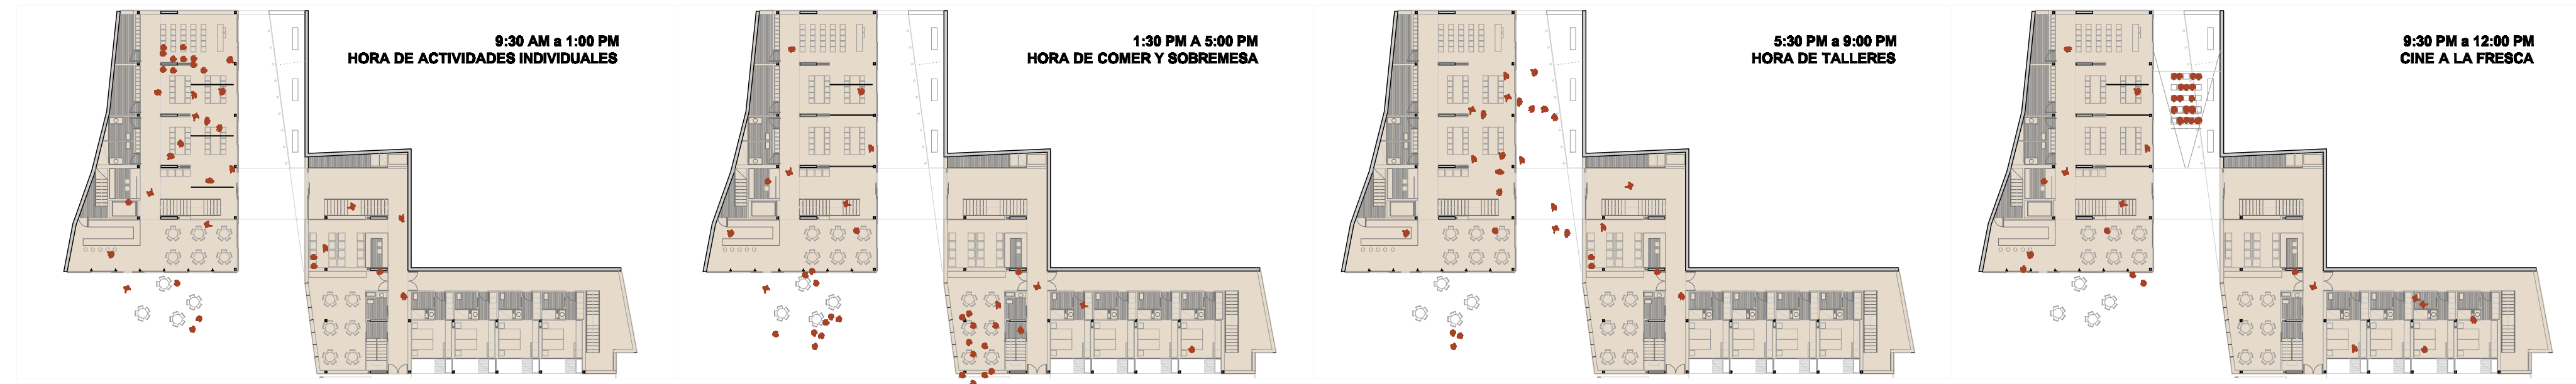 9:30 AM a 1:00 PM
HORA DE ACTIVIDADES INDIVIDUALES
1:30 PM A 5:00 PM
HORA DE COMER Y SOBREMESA
5:30 PM a 9:00 PM
HORA DE TALLERES
9:30 PM a 12:00 PM
CINE A LA FRESCA